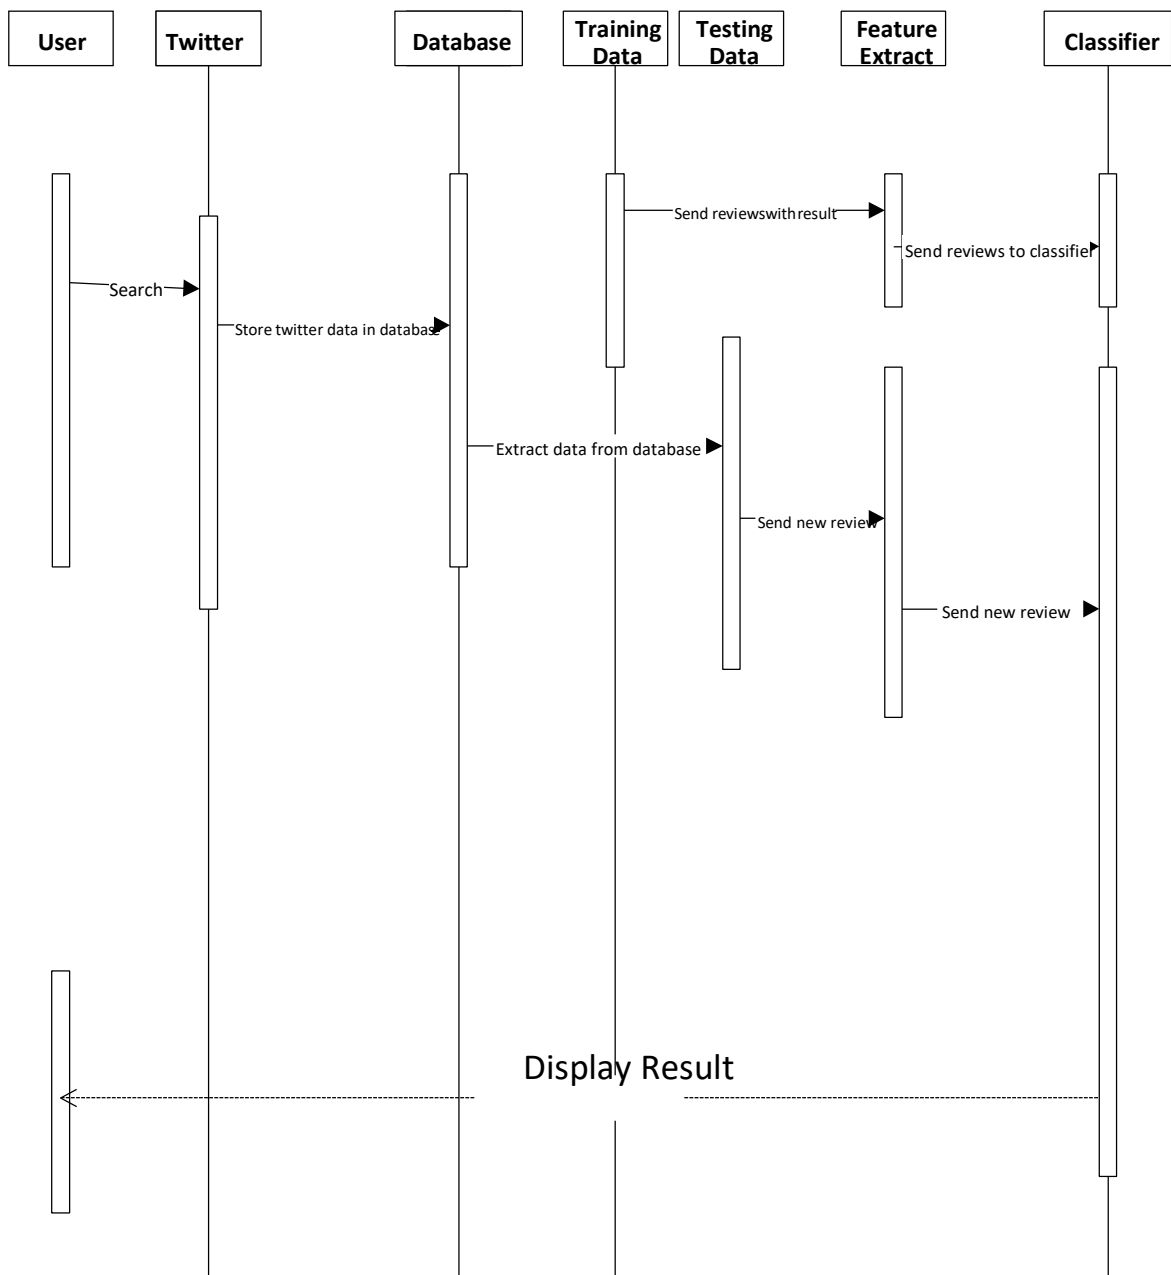 User
Twitter
Database
Training
Data
Testing
Data
Feature
Extract
Classifier
Send reviewswithresult
Send reviews to classifier
Search
Store twitter data in database
Extract data from database
Send new review
Send new review
Display Result